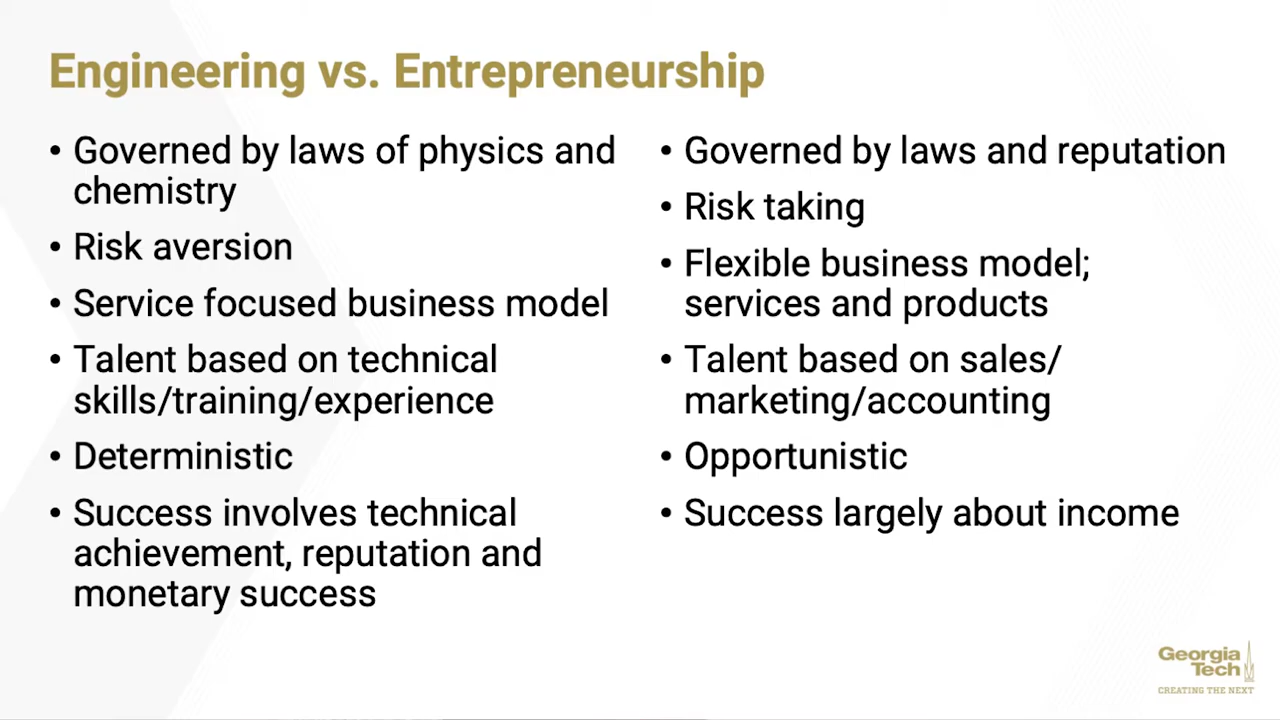 Engineering vs. Entrepreneurship
• Governed by laws of physics and
chemistry
• Risk aversion
• Service focused business model
• Talent based on technical
skills/training/experience
• Deterministic
• Success involves technical
achievement, reputation and
monetary success
• Governed by laws and reputation
• Risk taking
• Flexible business model;
services and products
• Talent based on sales/
marketing/accounting
• Opportunistic
• Success largely about income
Georgia
Tech
CREATING THE NEXT